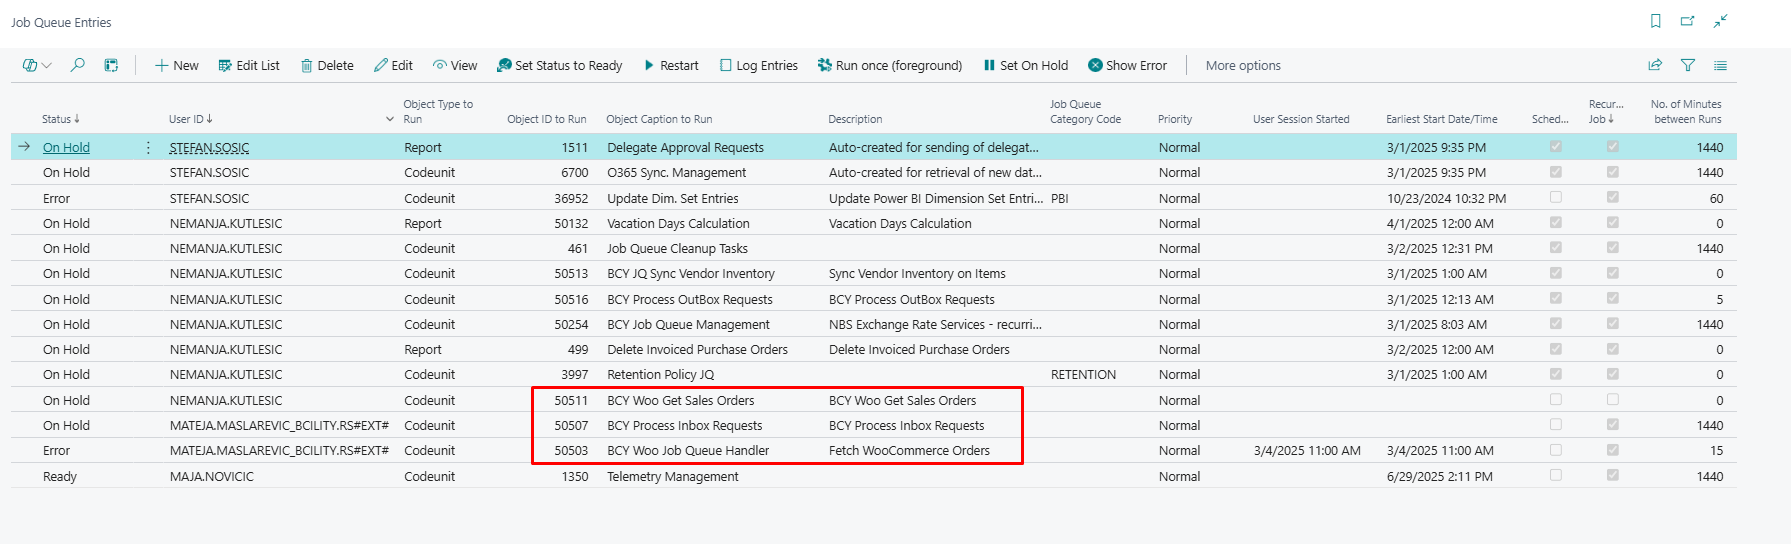 Job Queue Entries
New Edit List Delete Edit View Set Status to Ready Restart Log Entries Run once (foreground) Set On Hold Show Error More options
Status User ID Object Type to Run Object ID to Run Object Caption to Run Description Job Queue Category Code Priority User Session Started Earliest Start Date/Time Sched... Recur... Job No. of Minutes between Runs
On Hold STEFAN.SOSIC Report 1511 Delegate Approval Requests Auto-created for sending of delegat... Normal 3/1/2025 9:35 PM 1440
On Hold STEFAN.SOSIC Codeunit 6700 O365 Sync. Management Auto-created for retrieval of new dat... Normal 3/1/2025 9:35 PM 1440
Error STEFAN.SOSIC Codeunit 36952 Update Dim. Set Entries Update Power BI Dimension Set Entri... PBI Normal 10/23/2024 10:32 PM 60
On Hold NEMANJA.KUTLESIC Report 50132 Vacation Days Calculation Vacation Days Calculation Normal 4/1/2025 12:00 AM 0
On Hold NEMANJA.KUTLESIC Codeunit 461 Job Queue Cleanup Tasks Normal 3/2/2025 12:31 PM 1440
On Hold NEMANJA.KUTLESIC Codeunit 50513 BCY JQ Sync Vendor Inventory Sync Vendor Inventory on Items Normal 3/1/2025 1:00 AM 0
On Hold NEMANJA.KUTLESIC Codeunit 50516 BCY Process OutBox Requests BCY Process OutBox Requests Normal 3/1/2025 12:13 AM 5
On Hold NEMANJA.KUTLESIC Codeunit 50254 BCY Job Queue Management NBS Exchange Rate Services - recurri... Normal 3/1/2025 8:03 AM 1440
On Hold NEMANJA.KUTLESIC Report 499 Delete Invoiced Purchase Orders Delete Invoiced Purchase Orders Normal 3/2/2025 12:00 AM 0
On Hold NEMANJA.KUTLESIC Codeunit 3997 Retention Policy JQ RETENTION Normal 3/1/2025 1:00 AM 0
On Hold NEMANJA.KUTLESIC Codeunit 50511 BCY Woo Get Sales Orders BCY Woo Get Sales Orders Normal 0
On Hold MATEJA.MASLAREVIC_BCILITY.RS#EXT# Codeunit 50507 BCY Process Inbox Requests BCY Process Inbox Requests Normal 1440
Error MATEJA.MASLAREVIC_BCILITY.RS#EXT# Codeunit 50503 BCY Woo Job Queue Handler Fetch WooCommerce Orders Normal 3/4/2025 11:00 AM 3/4/2025 11:00 AM 15
Ready MAJA.NOVICIC Codeunit 1350 Telemetry Management Normal 6/29/2025 2:11 PM 1440